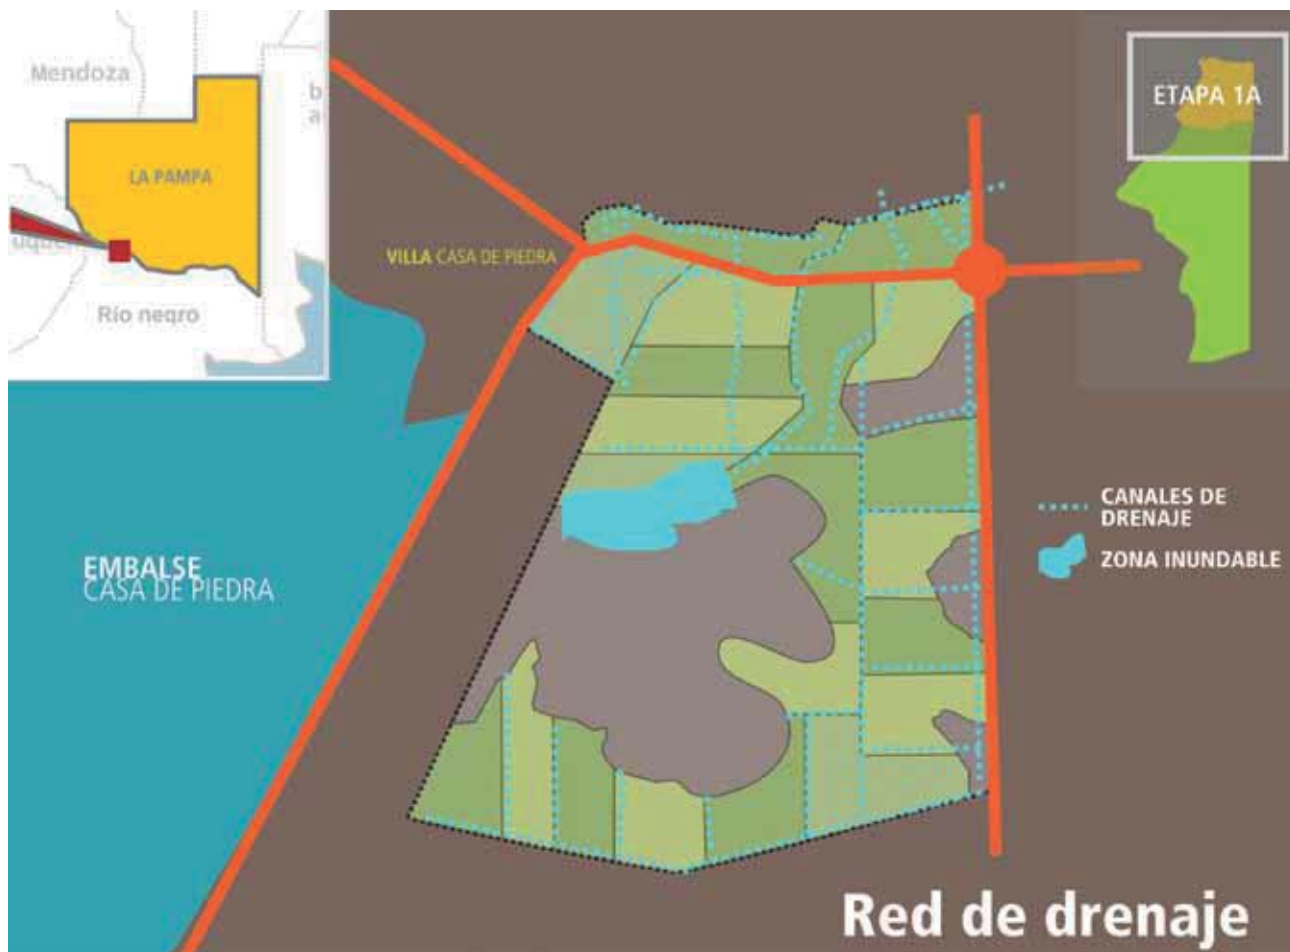 Mendoza
b
a
LA PAMPA
Río negro
ETAPA 1A
VILLA CASA DE PIEDRA
EMBALSE
CASA DE PIEDRA
CANALES DE
DRENAJE
ZONA INUNDABLE
Red de drenaje